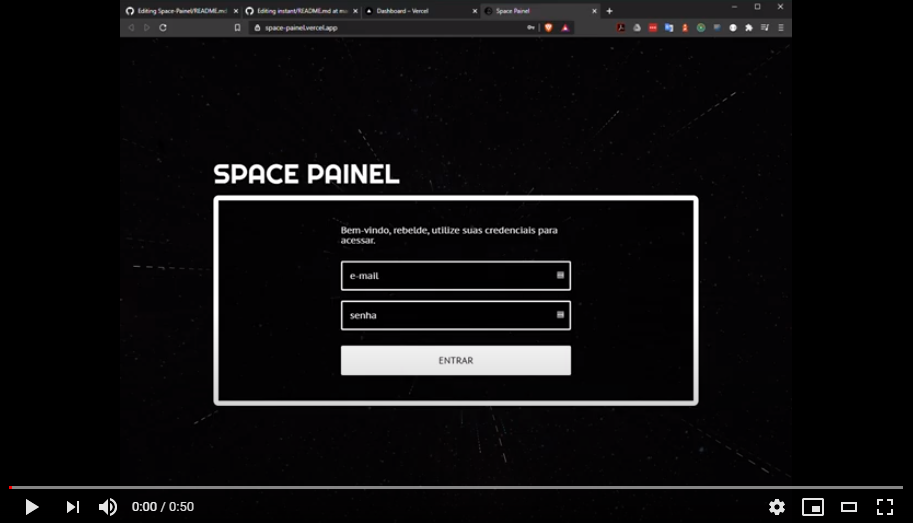 Editing Space-Painel/README.md
Editing instant/README.md at ma
Dashboard – Vercel
Space Painel
space-painel.vercel.app
SPACE PAINEL
Bem-vindo, rebelde, utilize suas credenciais para
acessar.
e-mail
senha
ENTRAR
0:00 / 0:50